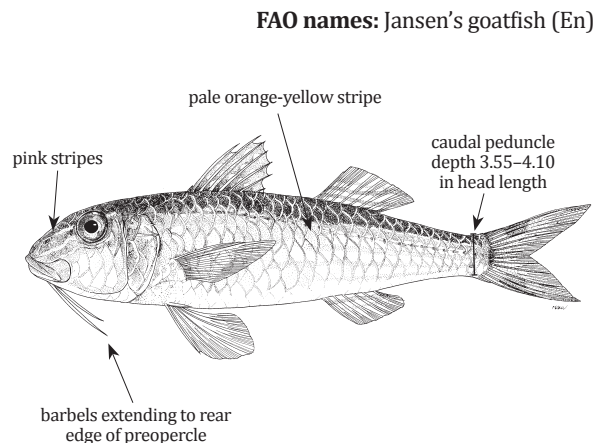 FAO names: Jansen's goatfish (En)
pale orange-yellow stripe
pink stripes
caudal peduncle
depth 3.55–4.10
in head length
barbels extending to rear
edge of preopercle